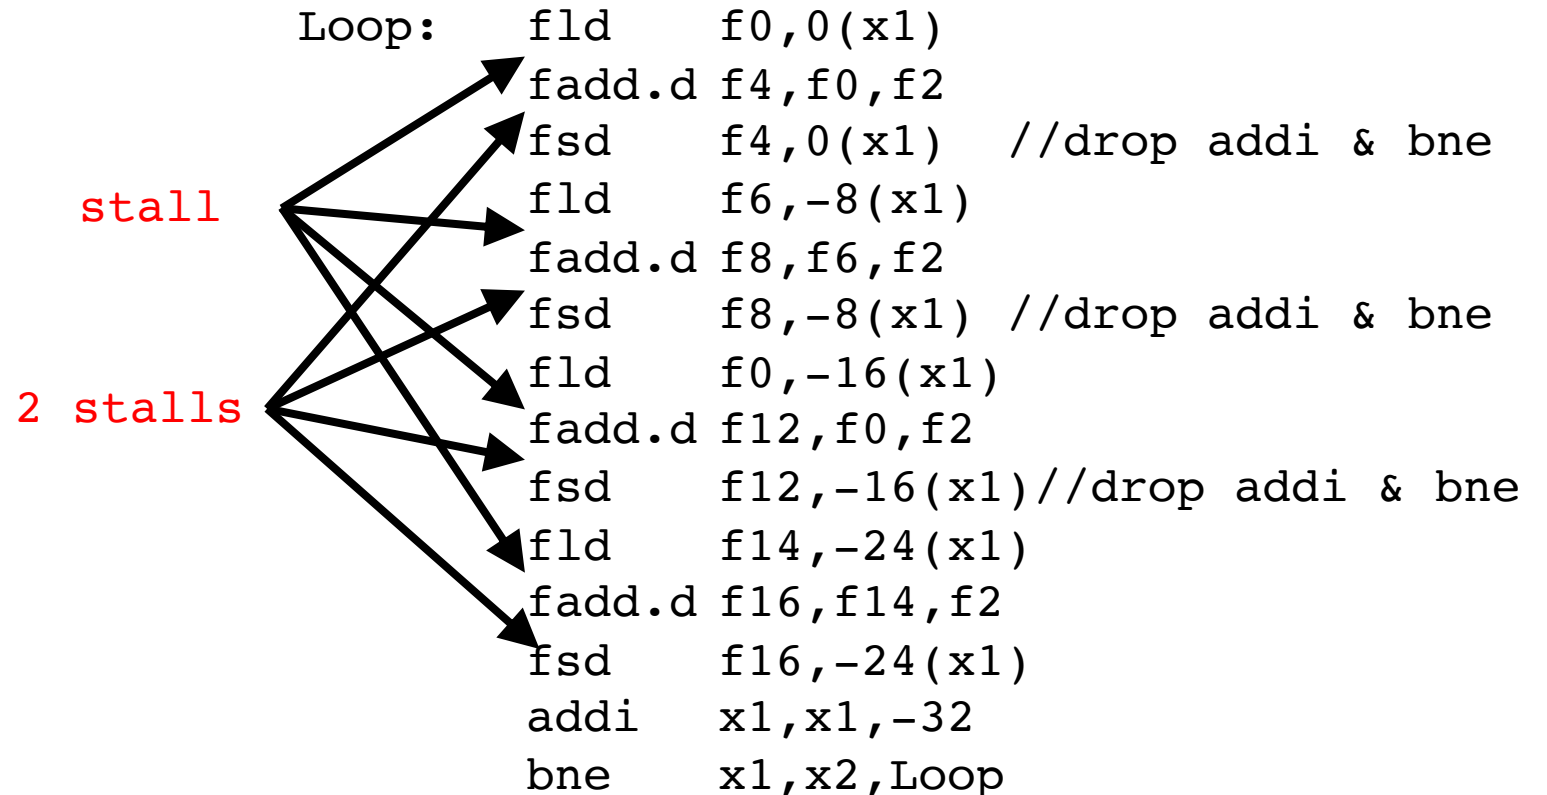 Loop: fld f0,0(x1)
fadd.d f4,f0,f2
fsd f4,0(x1) //drop addi & bne
stall fld f6,-8(x1)
fadd.d f8,f6,f2
fsd f8,-8(x1) //drop addi & bne
fld f0,-16(x1)
2 stalls fadd.d f12,f0,f2
fsd f12,-16(x1)//drop addi & bne
fld f14,-24(x1)
fadd.d f16,f14,f2
fsd f16,-24(x1)
addi x1,x1,-32
bne x1,x2,Loop